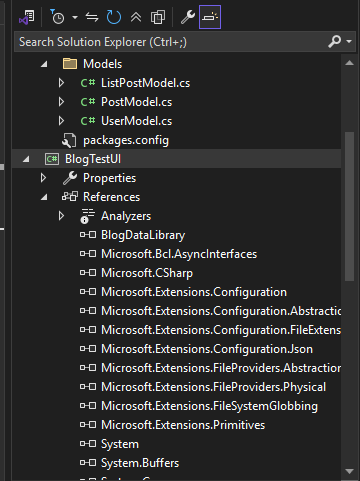 Search Solution Explorer (Ctrl+;)
Models
C# ListPostModel.cs
C# PostModel.cs
C# UserModel.cs
packages.config
C# BlogTestUI
Properties
References
Analyzers
BlogDataLibrary
Microsoft.Bcl.AsyncInterfaces
Microsoft.CSharp
Microsoft.Extensions.Configuration
Microsoft.Extensions.Configuration.Abstractio
Microsoft.Extensions.Configuration.FileExten
Microsoft.Extensions.Configuration.Json
Microsoft.Extensions.FileProviders.Abstraction
Microsoft.Extensions.FileProviders.Physical
Microsoft.Extensions.FileSystemGlobbing
Microsoft.Extensions.Primitives
System
System.Buffers